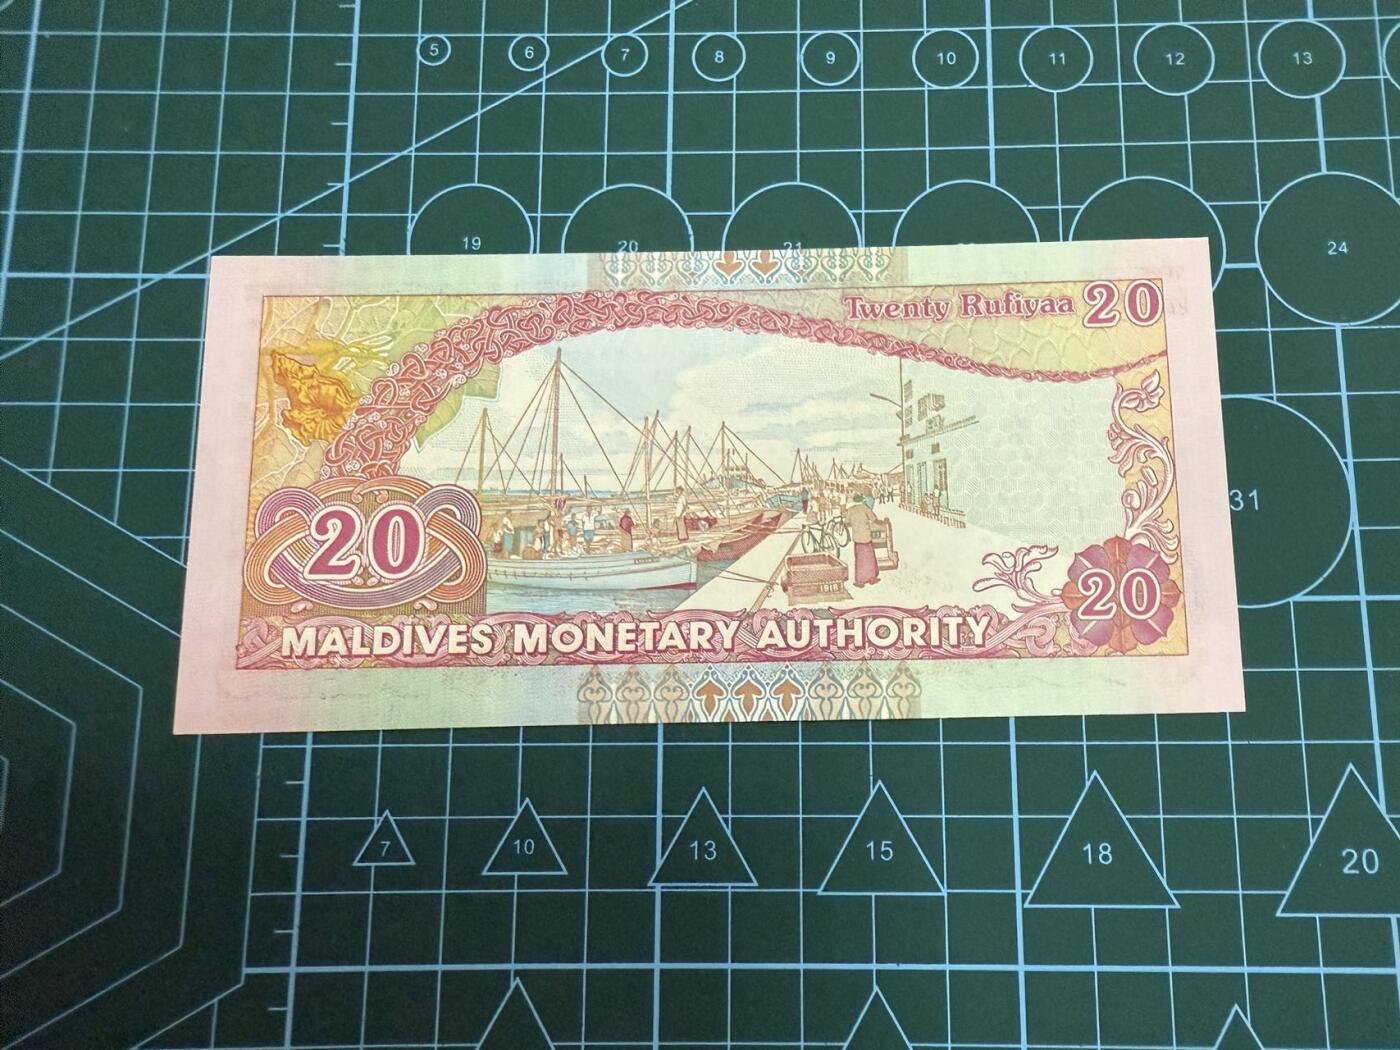 5 6 7 8 9 10 11 12 13
19 20 21 24
Twenty Rufiyaa 20
31
20
1918
20
MALDIVES MONETARY AUTHORITY
7 10 13 15 18 20